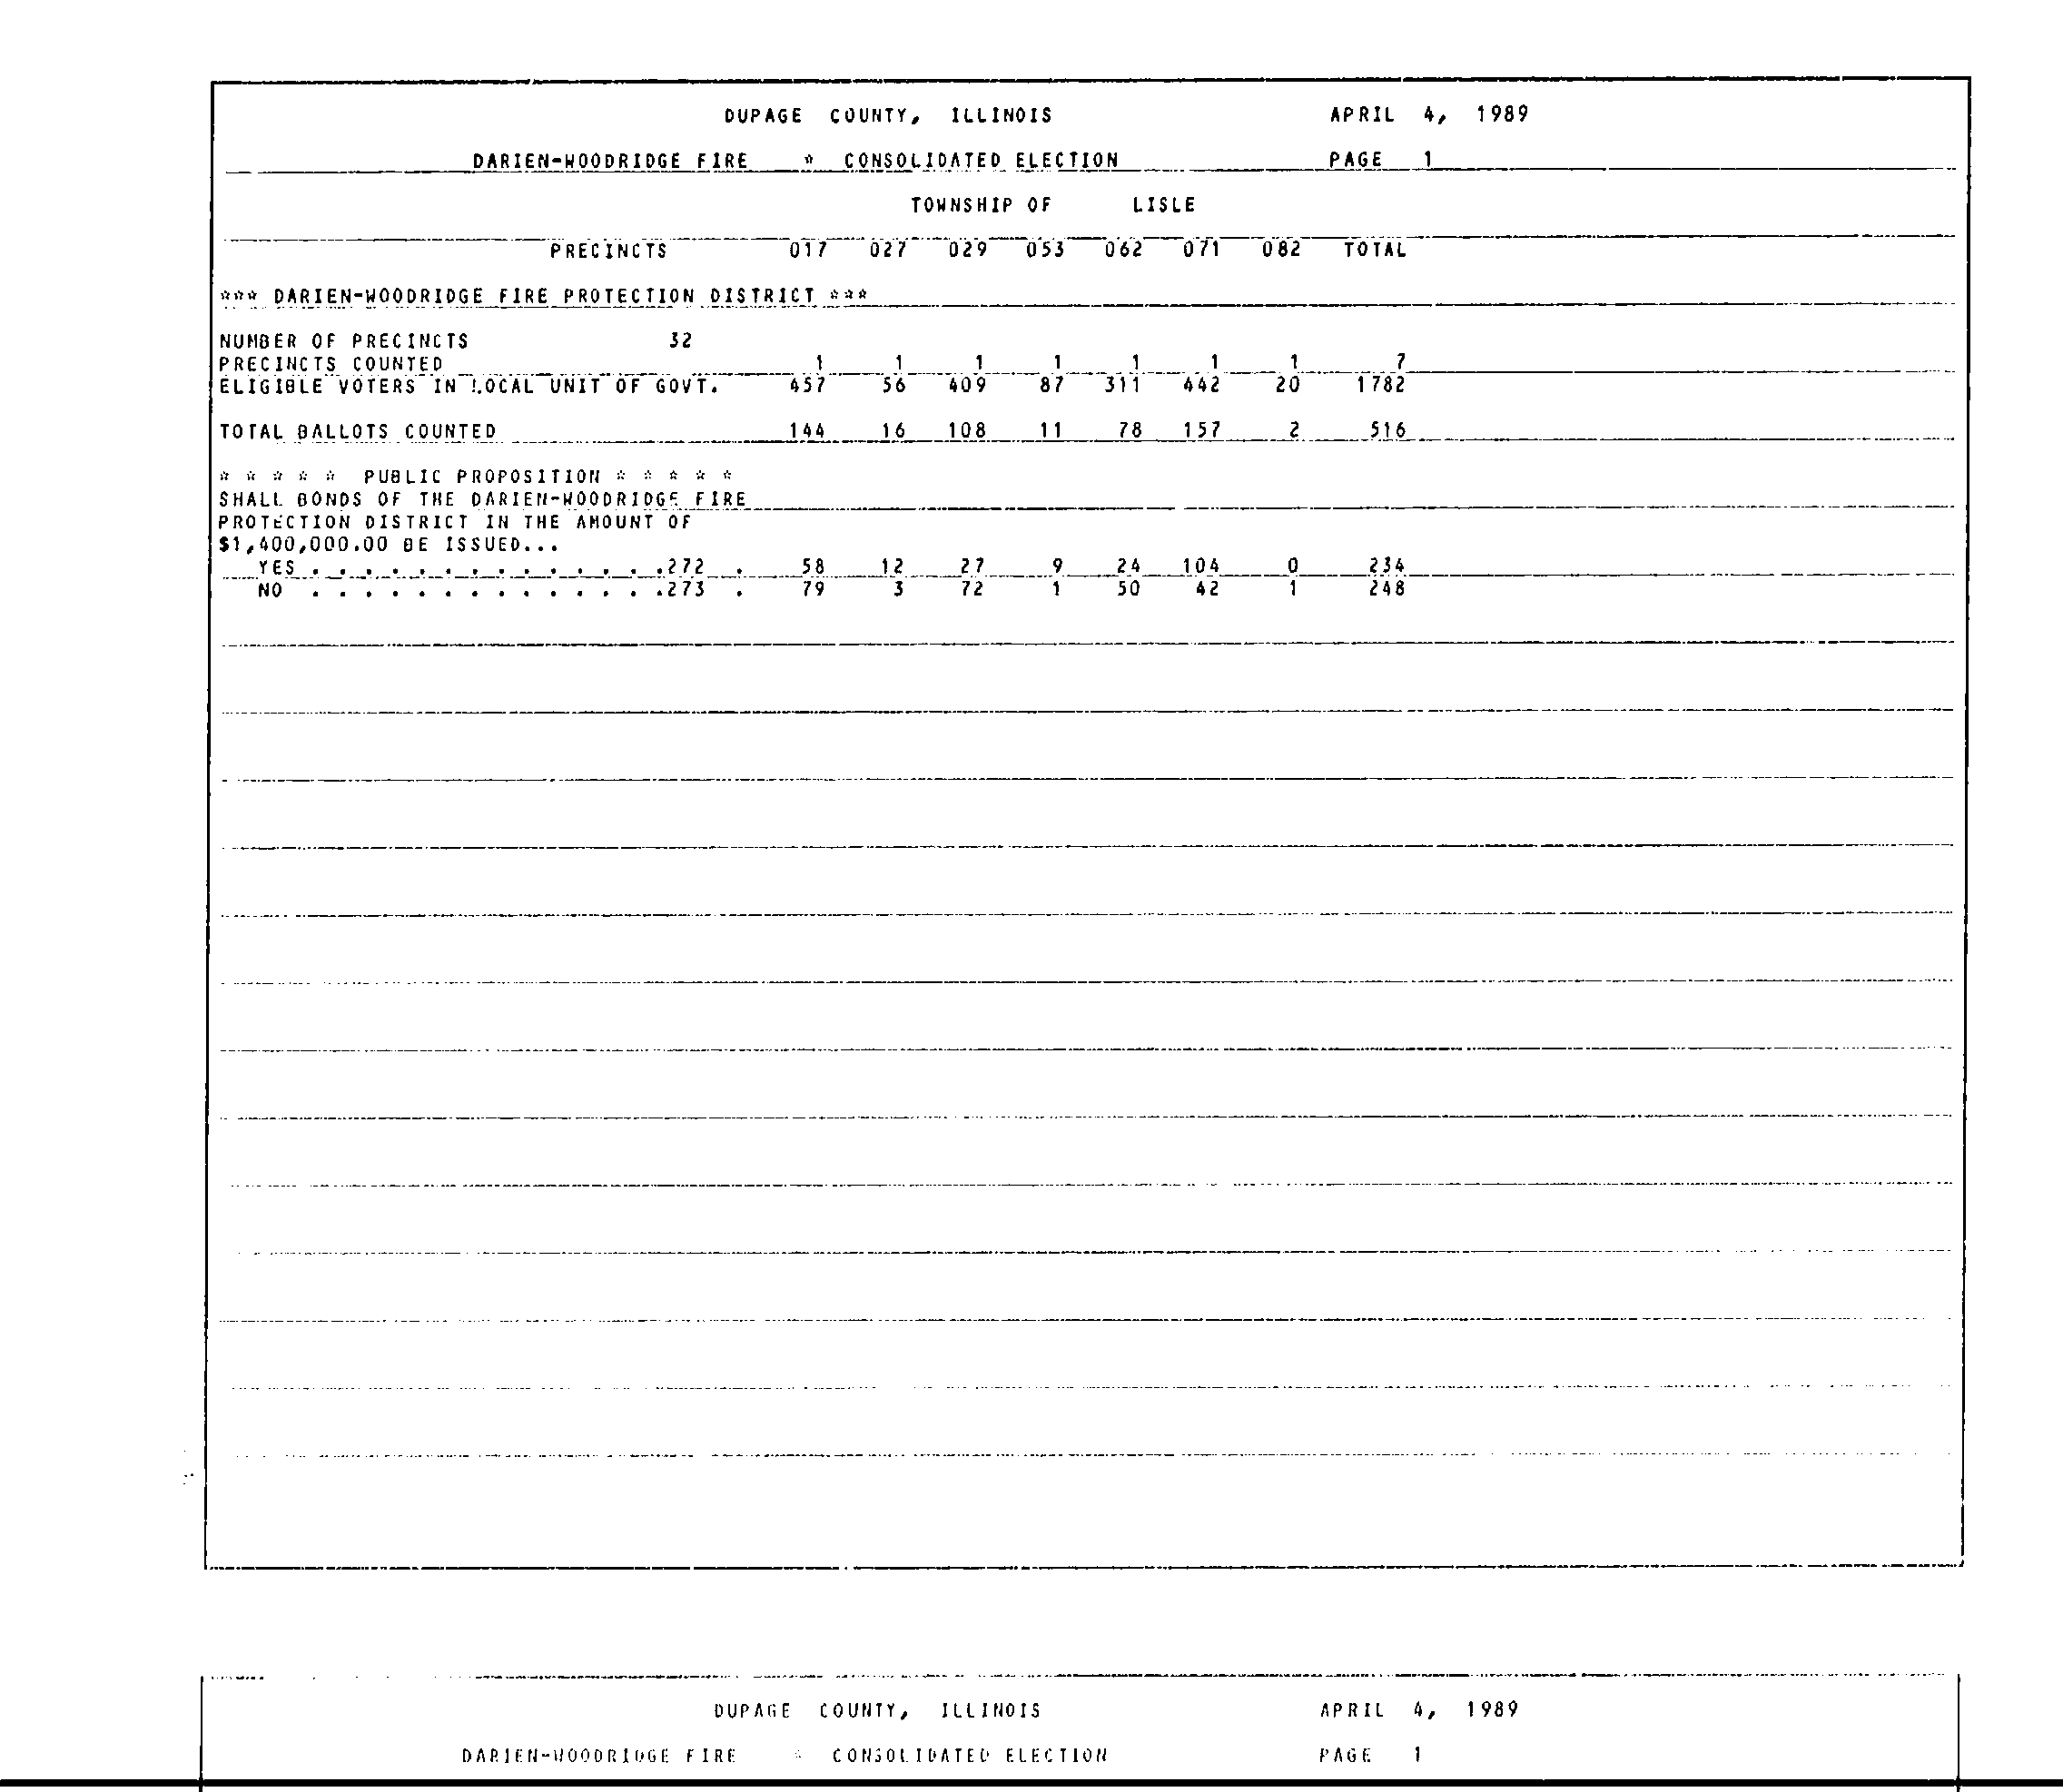 DUPAGE COUNTY, ILLINOIS APRIL 4, 1989
DARIEN-WOODRIDGE FIRE * CONSOLIDATED ELECTION PAGE 1
TOWNSHIP OF LISLE
PRECINCTS 017 027 029 053 062 071 082 TOTAL
*** DARIEN-WOODRIDGE FIRE PROTECTION DISTRICT ***
NUMBER OF PRECINCTS 32
PRECINCTS COUNTED 1 1 1 1 1 1 1 7
ELIGIBLE VOTERS IN LOCAL UNIT OF GOVT. 457 56 409 87 311 442 20 1782
TOTAL BALLOTS COUNTED 144 16 108 11 78 157 2 516
* * * * * PUBLIC PROPOSITION * * * * *
SHALL BONDS OF THE DARIEN-WOODRIDGE FIRE
PROTECTION DISTRICT IN THE AMOUNT OF
$1,400,000.00 BE ISSUED...
YES . . . . . . . . . . . . . .272 . 58 12 27 9 24 104 0 234
NO . . . . . . . . . . . . . .273 . 79 3 72 1 50 42 1 248
DUPAGE COUNTY, ILLINOIS APRIL 4, 1989
DARIEN-WOODRIDGE FIRE * CONSOLIDATED ELECTION PAGE 1